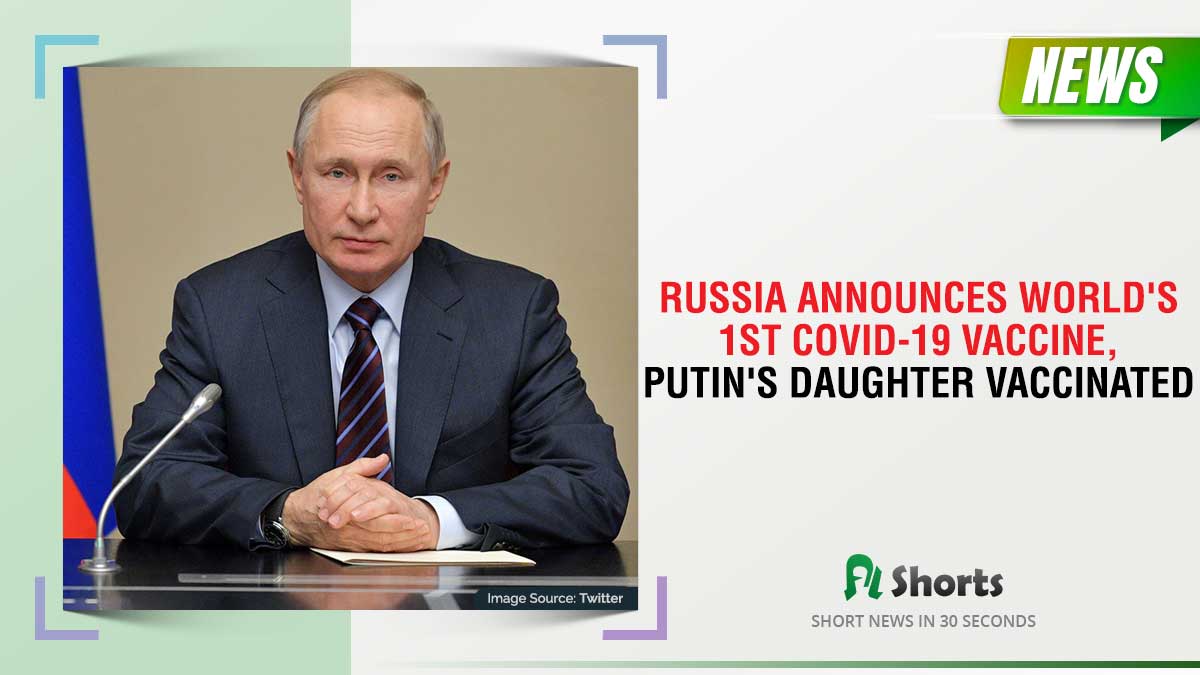 NEWS
RUSSIA ANNOUNCES WORLD'S
1ST COVID-19 VACCINE,
PUTIN'S DAUGHTER VACCINATED
Image Source: Twitter
Shorts
SHORT NEWS IN 30 SECONDS